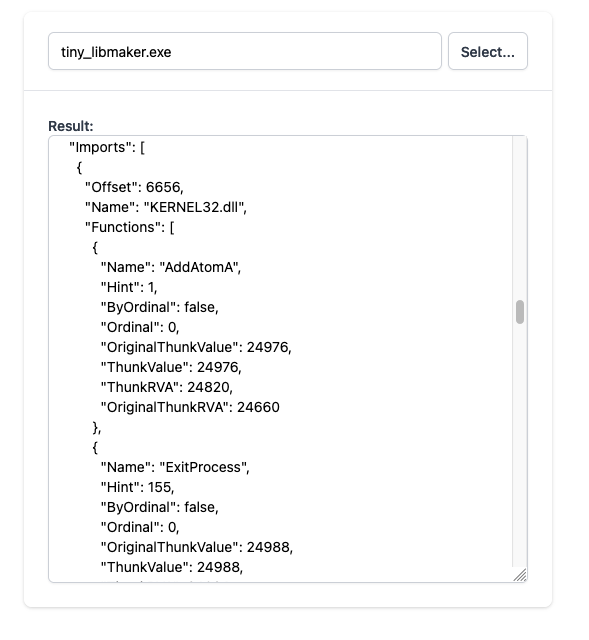 tiny_libmaker.exe
Select...
Result:
"Imports": [
{
"Offset": 6656,
"Name": "KERNEL32.dll",
"Functions": [
{
"Name": "AddAtomA",
"Hint": 1,
"ByOrdinal": false,
"Ordinal": 0,
"OriginalThunkValue": 24976,
"ThunkValue": 24976,
"ThunkRVA": 24820,
"OriginalThunkRVA": 24660
},
{
"Name": "ExitProcess",
"Hint": 155,
"ByOrdinal": false,
"Ordinal": 0,
"OriginalThunkValue": 24988,
"ThunkValue": 24988,